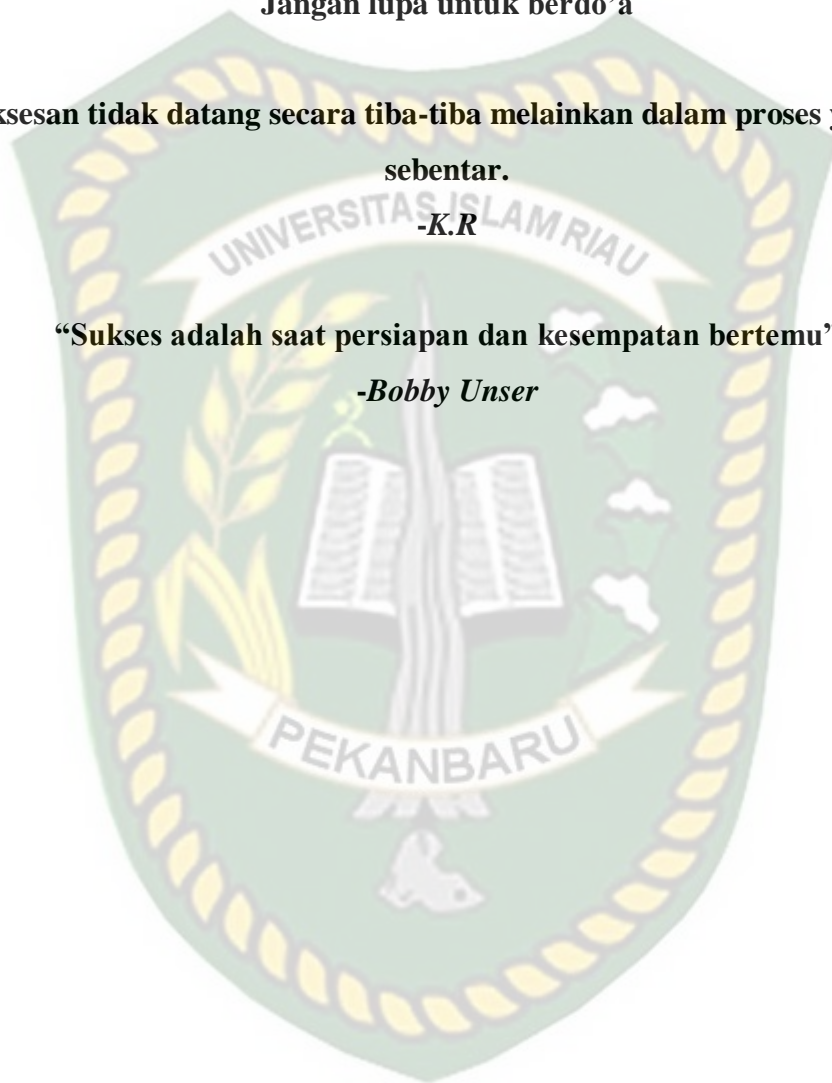 Jangan lupa untuk berdo’a
ksesan tidak datang secara tiba-tiba melainkan dalam proses
sebentar.
-K.R
UNIVERSITAS ISLAM RIAU
“Sukses adalah saat persiapan dan kesempatan bertemu”
-Bobby Unser
PEKANBARU